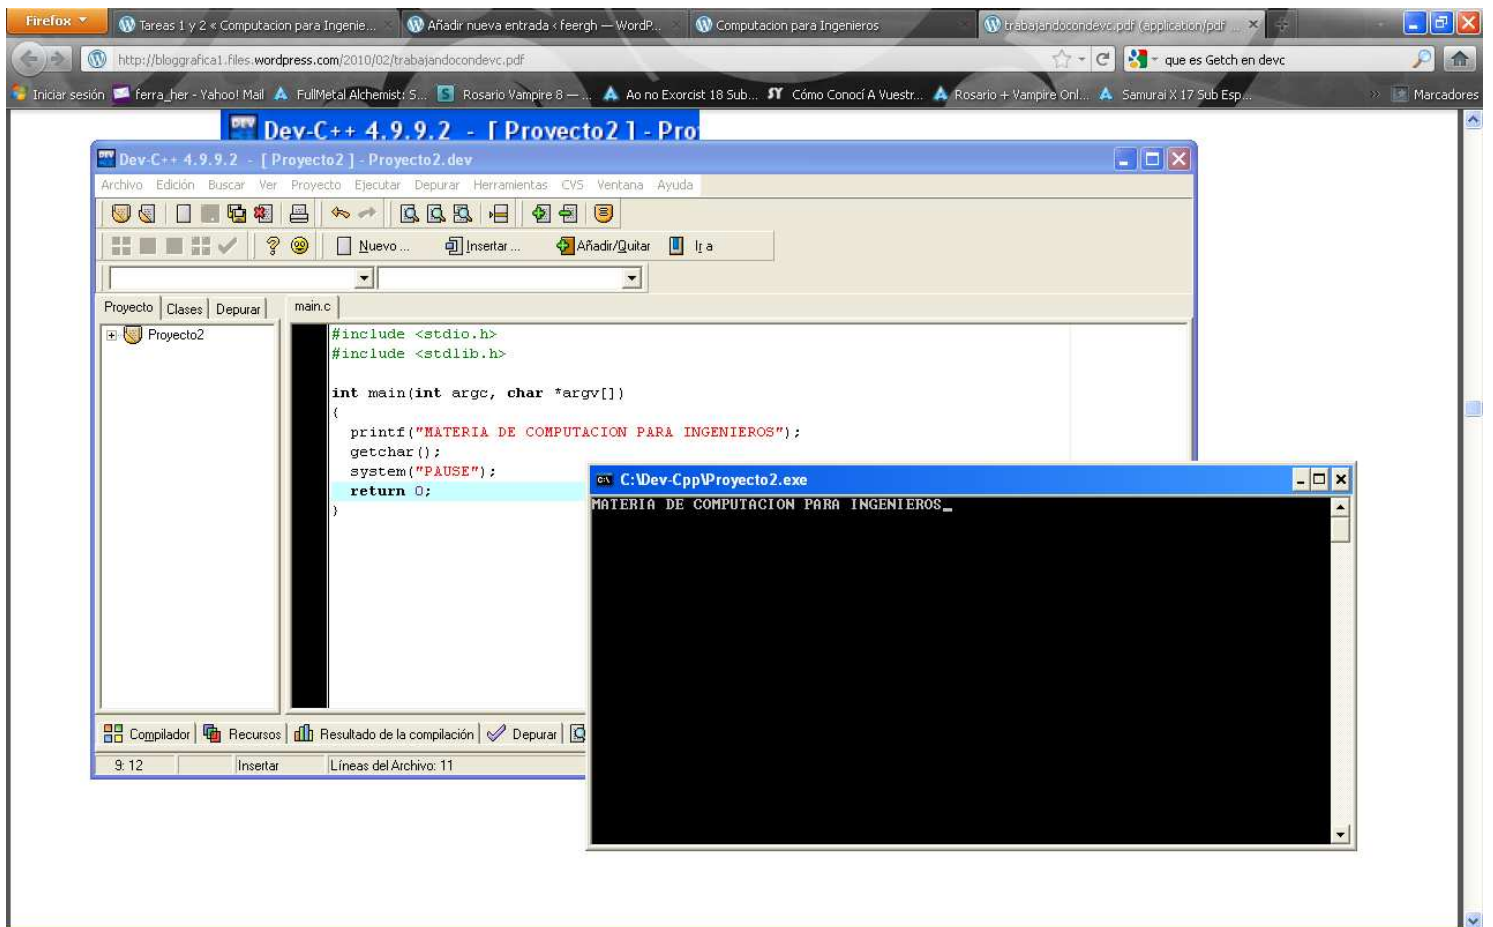 Firefox
Tareas 1 y 2 « Computacion para Ingenie...
Añadir nueva entrada ‹ feergh — WordP...
Computacion para Ingenieros
trabajandocondevc.pdf (application/pdf ...
http://bloggrafica1.files.wordpress.com/2010/02/trabajandocondevc.pdf
que es Getch en devc
Iniciar sesión
ferra_her - Yahoo! Mail
FullMetal Alchemist: S...
Rosario Vampire 8 — ...
Ao no Exorcist 18 Sub...
Cómo Conocí A Vuestr...
Rosario + Vampire Onl...
Samurai X 17 Sub Esp...
Marcadores
Dev-C++ 4.9.9.2 - [ Proyecto2 ] - Pro
Dev-C++ 4.9.9.2 - [ Proyecto2 ] - Proyecto2.dev
Archivo Edición Buscar Ver Proyecto Ejecutar Depurar Herramientas CVS Ventana Ayuda
Nuevo ... Insertar ... Añadir/Quitar Ir a
Proyecto Clases Depurar
main.c
Proyecto2
#include <stdio.h>
#include <stdlib.h>
int main(int argc, char *argv[])
{
printf("MATERIA DE COMPUTACION PARA INGENIEROS");
getchar();
system("PAUSE");
return 0;
}
C:\Dev-Cpp\Proyecto2.exe
MATERIA DE COMPUTACION PARA INGENIEROS_
Compilador Recursos Resultado de la compilación Depurar
9: 12 Insertar Líneas del Archivo: 11